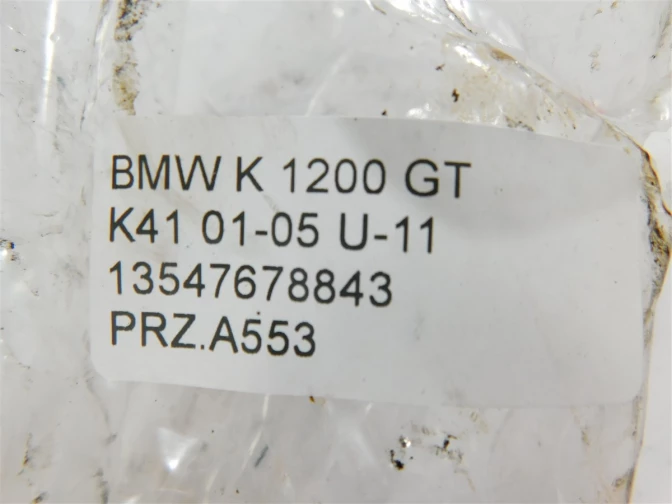 BMW K 1200 GT
K41 01-05 U-11
13547678843
PRZ.A553